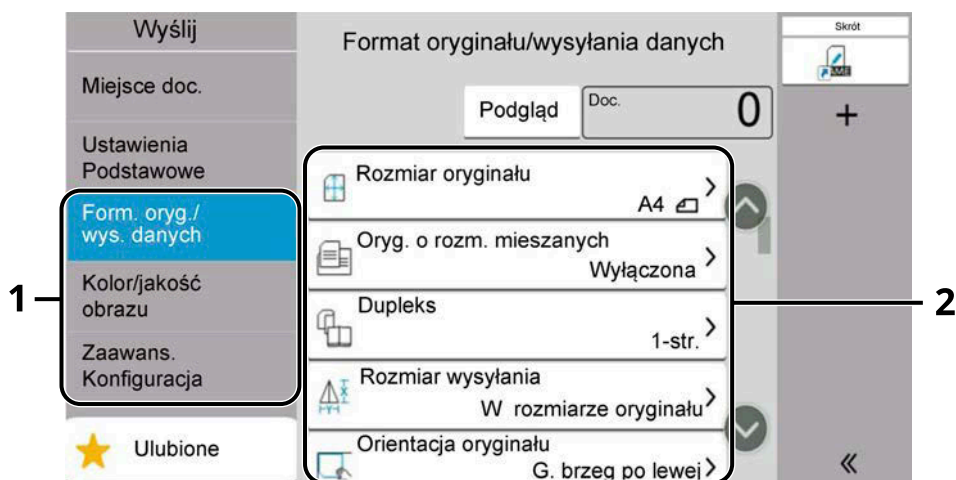 Wyślij
Miejsce doc.
Ustawienia
Podstawowe
Form. oryg./
wys. danych
Kolor/jakość
obrazu
Zaawans.
Konfiguracja
Ulubione
1
Format oryginału/wysyłania danych
Podgląd
Doc.
0
Rozmiar oryginału
A4
Oryg. o rozm. mieszanych
Wyłączona
Dupleks
1-str.
Rozmiar wysyłania
W rozmiarze oryginału
Orientacja oryginału
G. brzeg po lewej
2
Skrót
+
«